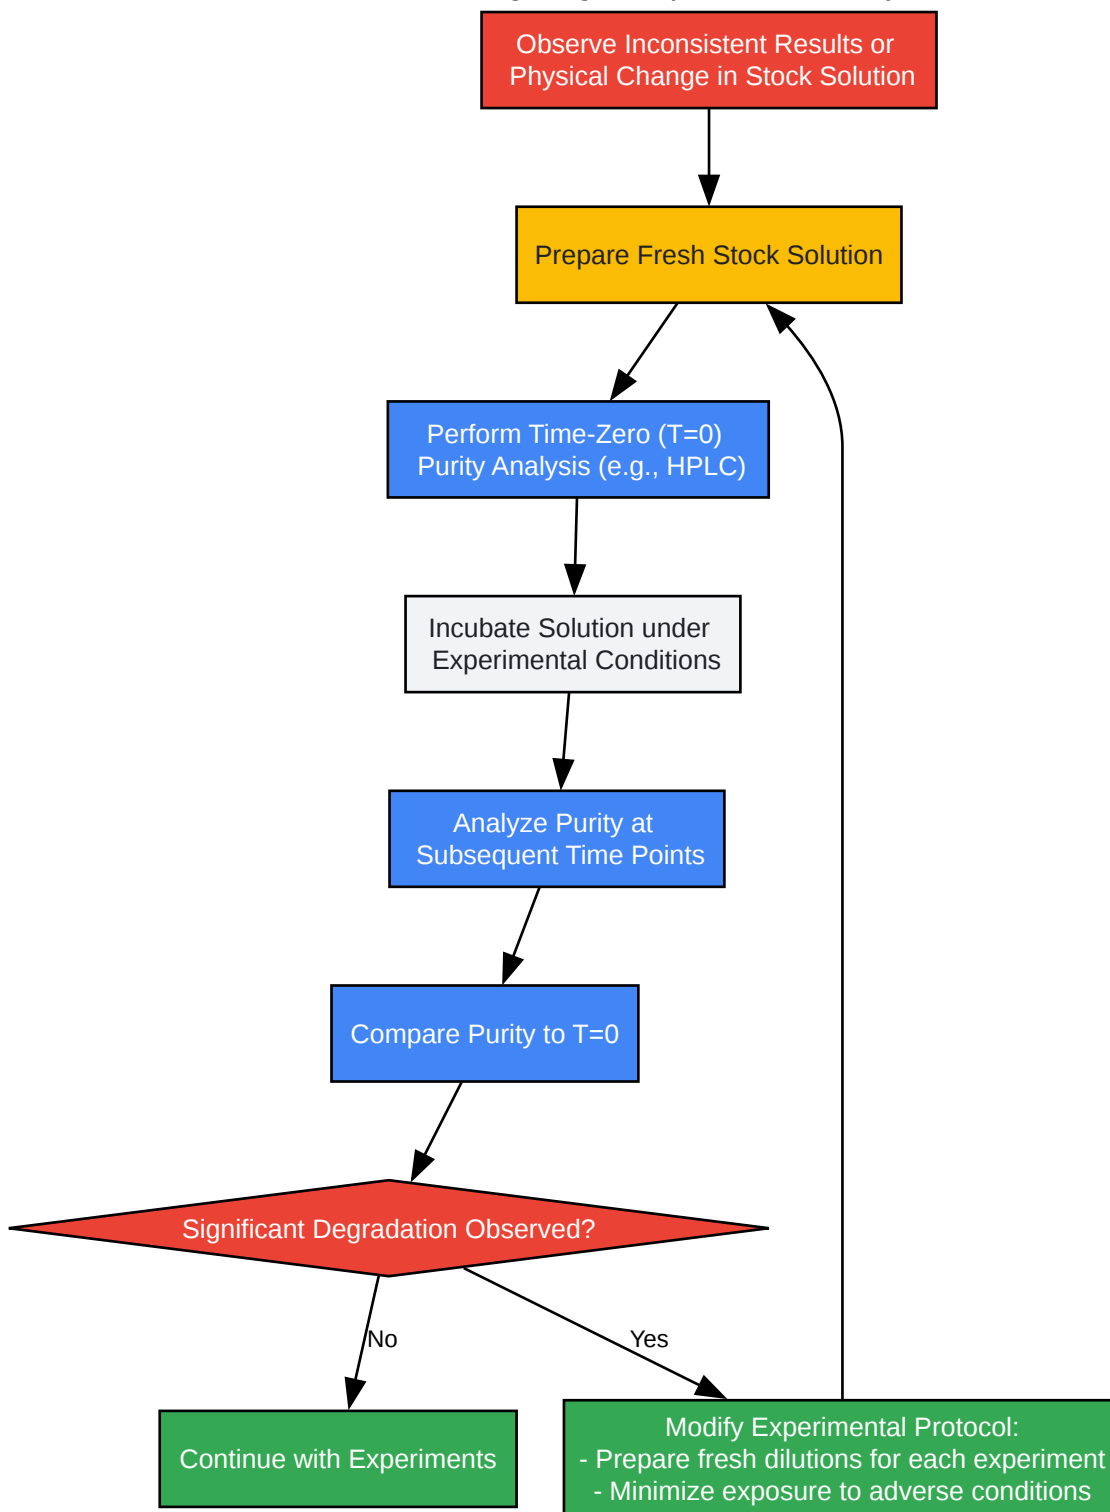 Observe Inconsistent Results or
Physical Change in Stock Solution
Prepare Fresh Stock Solution
Perform Time-Zero (T=0)
Purity Analysis (e.g., HPLC)
Incubate Solution under
Experimental Conditions
Analyze Purity at
Subsequent Time Points
Compare Purity to T=0
Significant Degradation Observed?
No
Yes
Continue with Experiments
Modify Experimental Protocol:
- Prepare fresh dilutions for each experiment
- Minimize exposure to adverse conditions